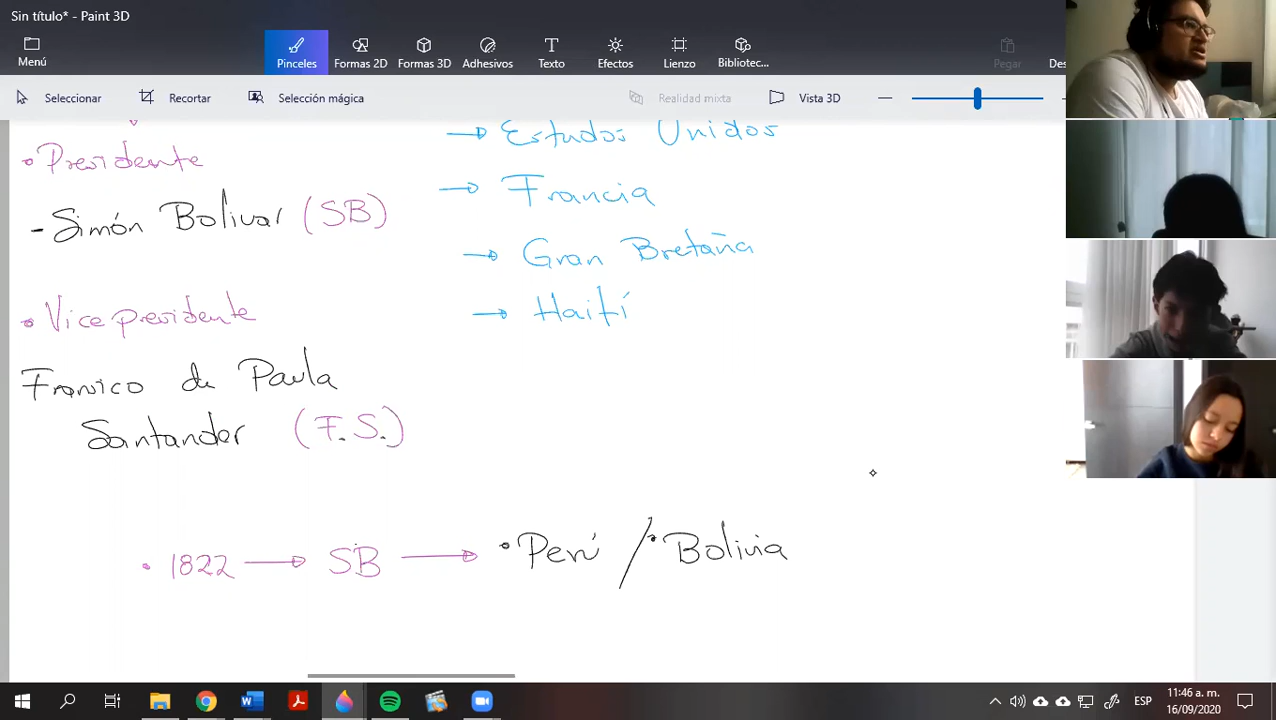 Sin título* - Paint 3D
Menú
Pinceles
Formas 2D
Formas 3D
Adhesivos
Texto
Efectos
Lienzo
Bibliotec...
Pegar
Des
Seleccionar
Recortar
Selección mágica
Realidad mixta
Vista 3D
• Presidente
- Simón Bolivar (SB)
• Vicepresidente
de Paula
Santander (F.S.)
→ Estudos Unidos
→ Francia
→ Gran Bretaña
→ Haití
• 1822 → SB → • Perú / • Bolivia
ESP
11:46 a. m.
16/09/2020